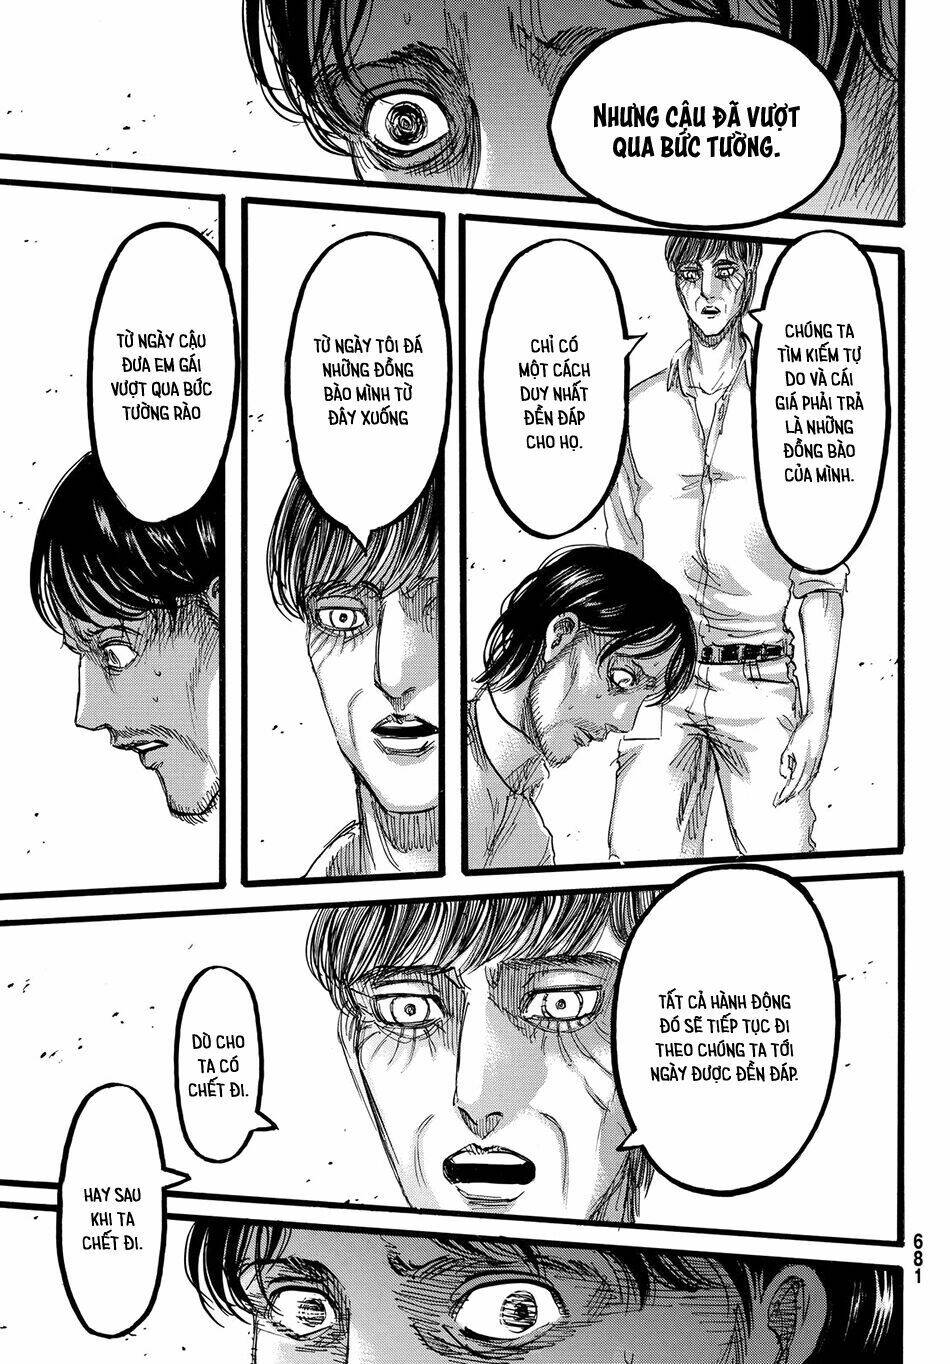 NHƯNG CẬU ĐÃ VƯỢT
QUA BỨC TƯỜNG.
CHÚNG TA
TÌM KIẾM TỰ
DO VÀ CÁI
GIÁ PHẢI TRẢ
LÀ NHỮNG
ĐỒNG BÀO
CỦA MÌNH.
CHỈ CÓ
MỘT CÁCH
DUY NHẤT
ĐỀN ĐÁP
CHO HỌ.
TỪ NGÀY TÔI ĐÁ
NHỮNG ĐỒNG
BÀO MÌNH TỪ
ĐÂY XUỐNG
TỪ NGÀY CẬU
ĐƯA EM GÁI
VƯỢT QUA BỨC
TƯỜNG RÀO
TẤT CẢ HÀNH ĐỘNG
ĐÓ SẼ TIẾP TỤC ĐI
THEO CHÚNG TA TỚI
NGÀY ĐƯỢC ĐỀN ĐÁP.
DÙ CHO
TA CÓ
CHẾT ĐI.
HAY SAU
KHI TA
CHẾT ĐI.
681